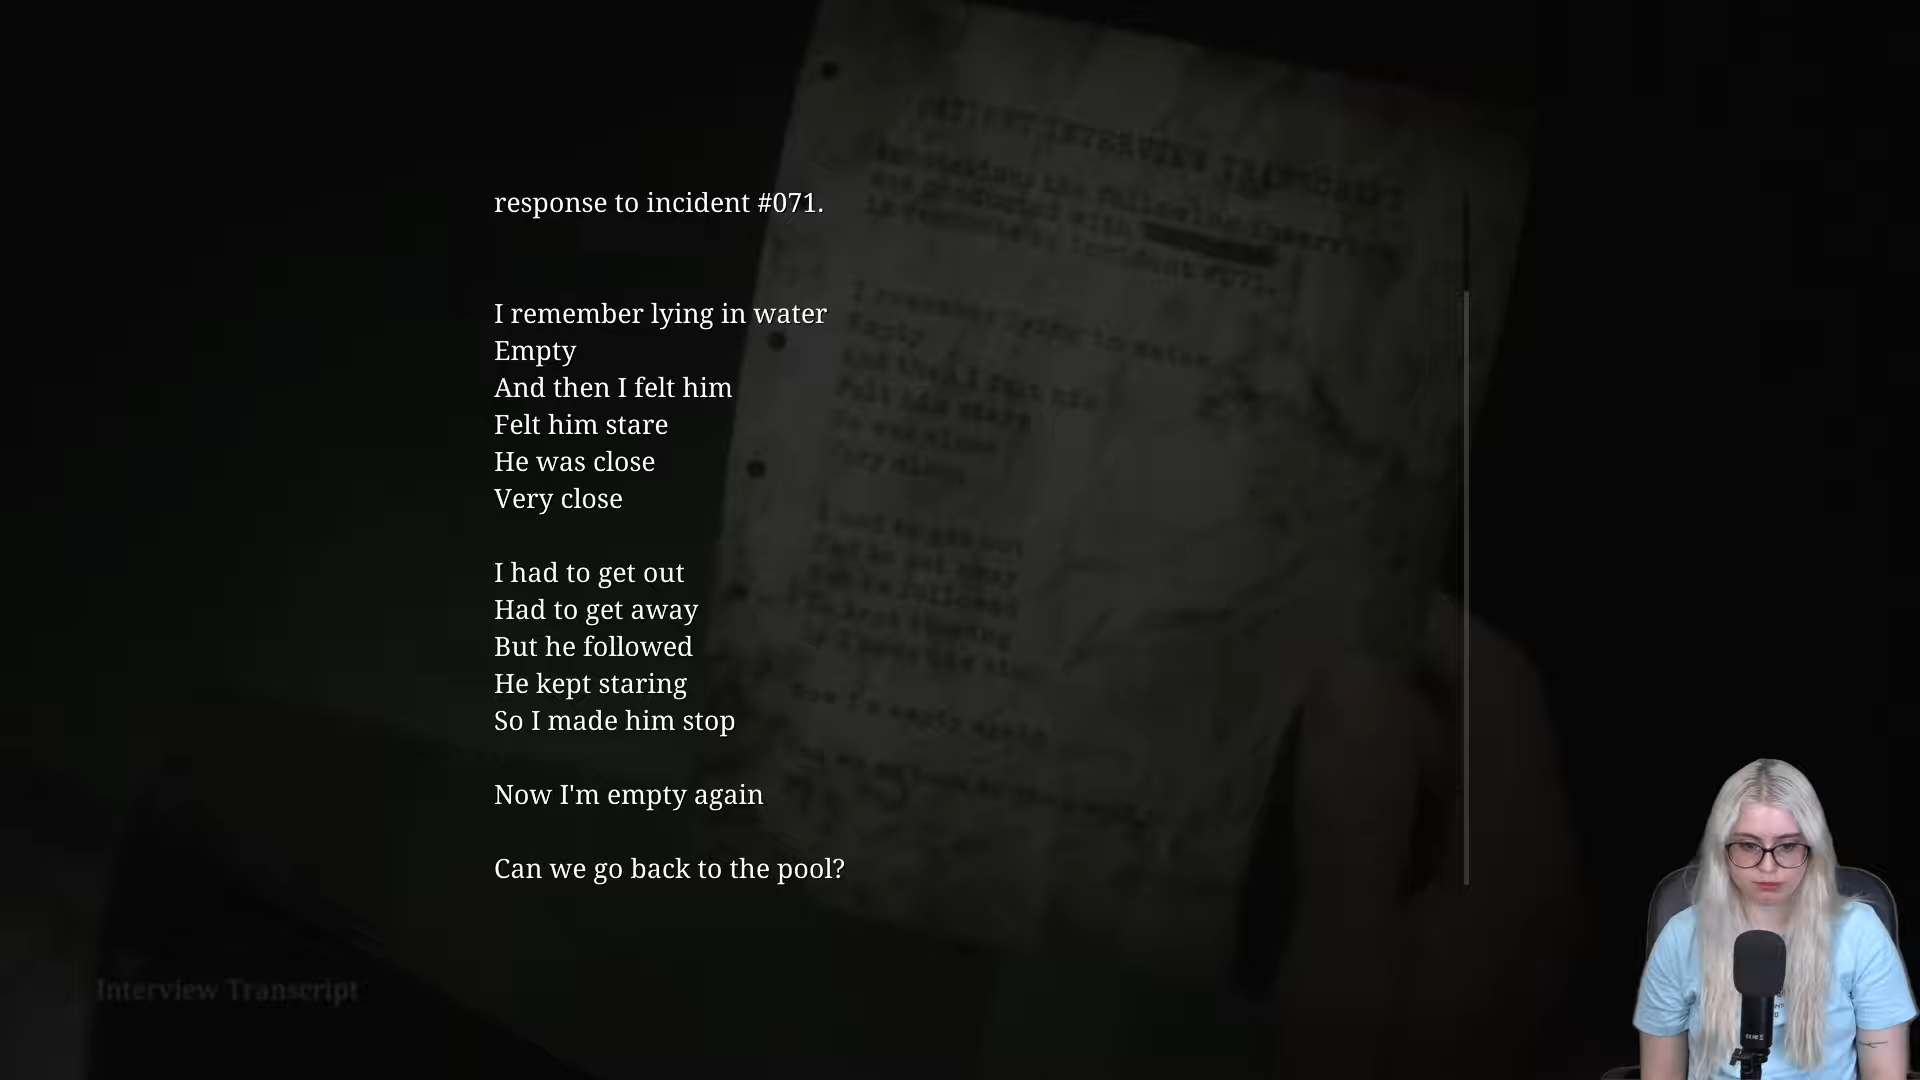 response to incident #071.
I remember lying in water
Empty
And then I felt him
Felt him stare
He was close
Very close
I had to get out
Had to get away
But he followed
He kept staring
So I made him stop
Now I'm empty again
Can we go back to the pool?
Interview Transcript